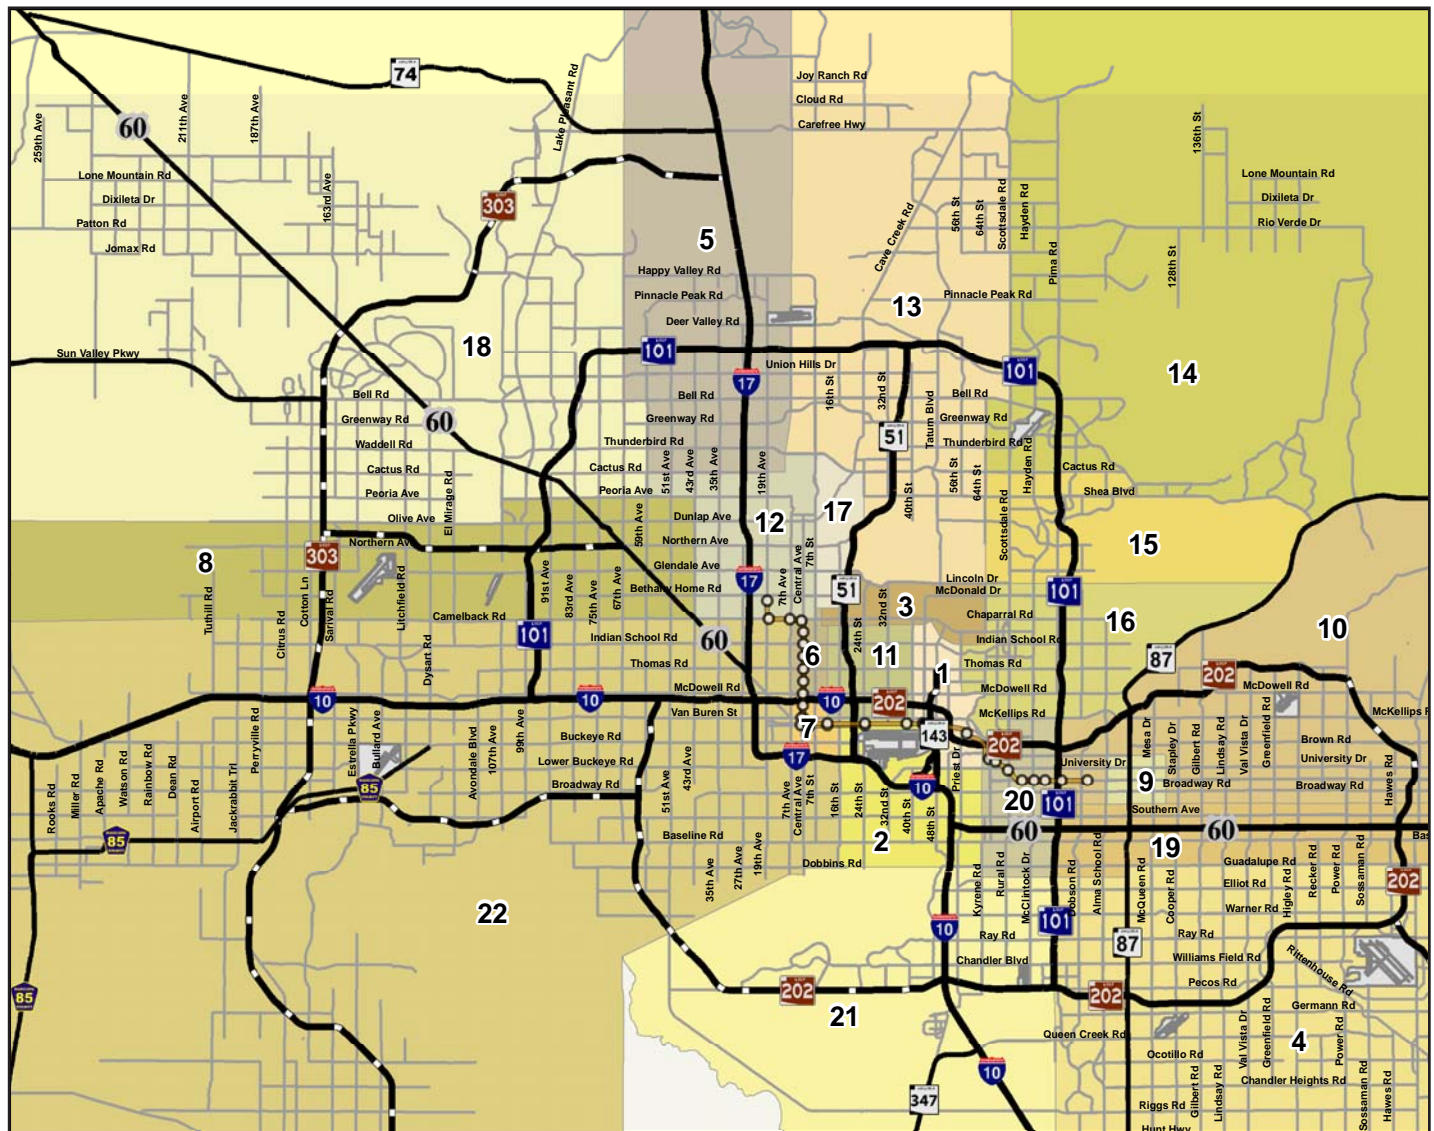 Joy Ranch Rd
74
Cloud Rd
60
Carefree Hwy
259th Ave
211th Ave
187th Ave
Lake Pleasant Rd
136th St
Lone Mountain Rd
Lone Mountain Rd
Dixileta Dr
163rd Ave
303
56th St
64th St
Scottsdale Rd
Hayden Rd
Dixileta Dr
Patton Rd
Rio Verde Dr
Jomax Rd
5
Cave Creek Rd
Pima Rd
128th St
Happy Valley Rd
Pinnacle Peak Rd
13
Pinnacle Peak Rd
Deer Valley Rd
18
Sun Valley Pkwy
101
Union Hills Dr
101
14
17
Bell Rd
Bell Rd
16th St
32nd St
Tatum Blvd
Bell Rd
Greenway Rd
60
Greenway Rd
Greenway Rd
Waddell Rd
Thunderbird Rd
51
Thunderbird Rd
Cactus Rd
Cactus Rd
51st Ave
43rd Ave
35th Ave
19th Ave
40th St
56th St
64th St
Hayden Rd
Cactus Rd
Peoria Ave
El Mirage Rd
Peoria Ave
Shea Blvd
Olive Ave
59th Ave
Dunlap Ave
12
17
Scottsdale Rd
Northern Ave
Northern Ave
303
8
15
Glendale Ave
17
7th Ave
Central Ave
7th St
Lincoln Dr
McDonald Dr
Bethany Home Rd
51
101
Tuthill Rd
Citrus Rd
Cotton Ln
Sarival Rd
Litchfield Rd
Camelback Rd
91st Ave
83rd Ave
75th Ave
67th Ave
3
32nd St
Chaparral Rd
16
10
101
Indian School Rd
60
24th St
Indian School Rd
Dysart Rd
Thomas Rd
6
11
1
Thomas Rd
87
202
McDowell Rd
10
10
10
202
McDowell Rd
McDowell Rd
Van Buren St
7
143
McKellips Rd
Perryville Rd
Estrella Pkwy
Bullard Ave
Avondale Blvd
107th Ave
99th Ave
Buckeye Rd
202
Mesa Dr
Stapley Dr
Gilbert Rd
Lindsay Rd
Val Vista Dr
Greenfield Rd
Brown Rd
Lower Buckeye Rd
17
Priest Dr
University Dr
University Dr
Rooks Rd
Miller Rd
Apache Rd
Watson Rd
Rainbow Rd
Dean Rd
Airport Rd
Jackrabbit Trl
85
Broadway Rd
51st Ave
43rd Ave
7th Ave
Central Ave
7th St
16th St
24th St
32nd St
40th St
48th St
10
9
Broadway Rd
Broadway Rd
Hawes Rd
20
101
Southern Ave
85
Baseline Rd
2
60
60
19
Dobbins Rd
35th Ave
27th Ave
19th Ave
Kyrene Rd
Rural Rd
McClintock Dr
Dobson Rd
Alma School Rd
McQueen Rd
Cooper Rd
Guadalupe Rd
Elliot Rd
Higley Rd
Recker Rd
Power Rd
Sossaman Rd
202
22
Warner Rd
10
Ray Rd
101
87
Ray Rd
Chandler Blvd
Williams Field Rd
Rittenhouse Rd
85
202
202
Pecos Rd
Germann Rd
21
Queen Creek Rd
Val Vista Dr
Greenfield Rd
4
Power Rd
Ocotillo Rd
10
Gilbert Rd
Lindsay Rd
Chandler Heights Rd
Sossaman Rd
Hawes Rd
347
Riggs Rd
Hunt Hwy